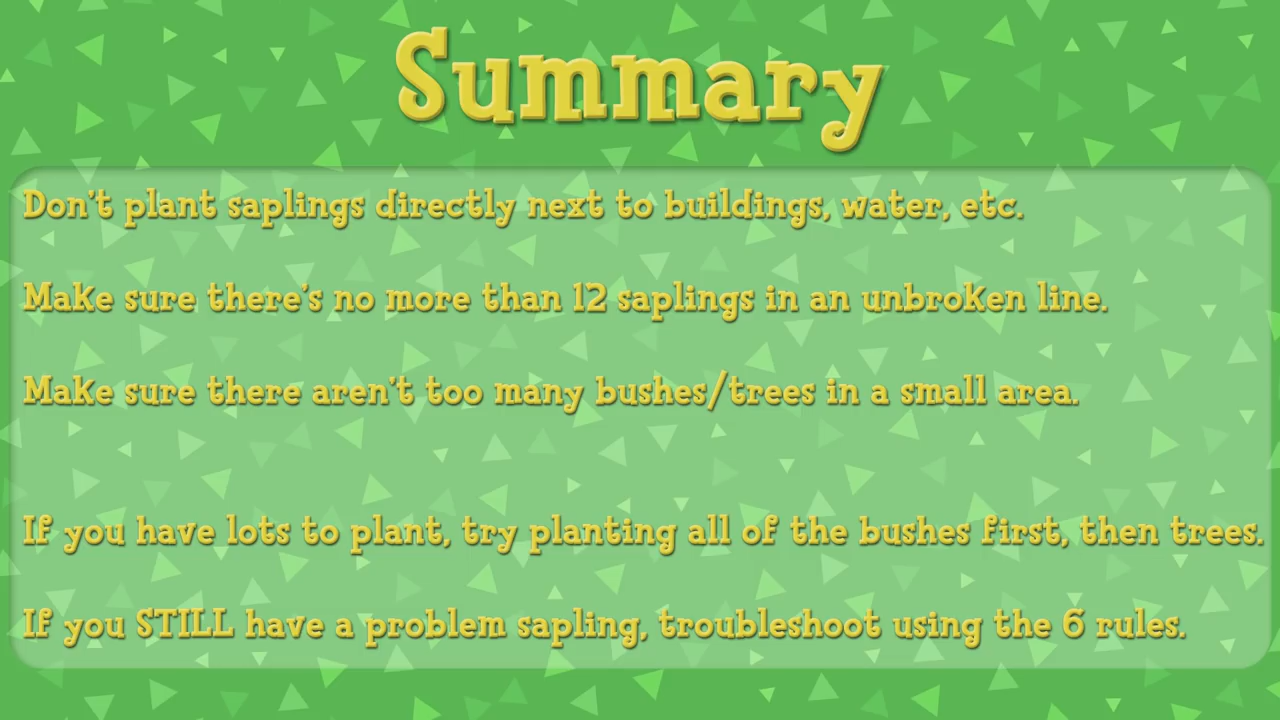 Summary
Don't plant saplings directly next to buildings, water, etc.
Make sure there's no more than 12 saplings in an unbroken line.
Make sure there aren't too many bushes/trees in a small area.
If you have lots to plant, try planting all of the bushes first, then trees.
If you STILL have a problem sapling, troubleshoot using the 6 rules.